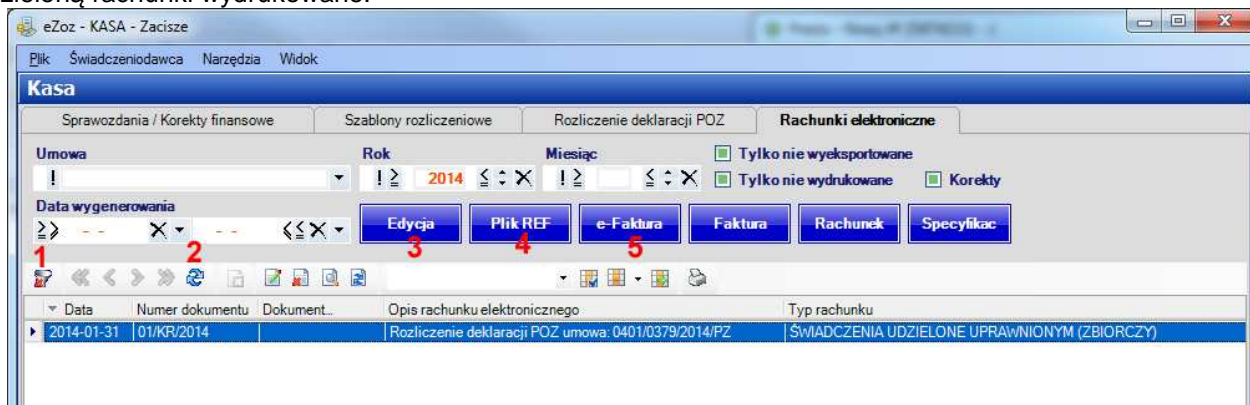 eZoz - KASA - Zacisze
Plik Świadczeniodawca Narzędzia Widok
Kasa
Sprawozdania / Korekty finansowe Szablony rozliczeniowe Rozliczenie deklaracji POZ Rachunki elektroniczne
Umowa Rok Miesiąc Tylko nie wyeksportowane
2014 Tylko nie wydrukowane Korekty
Data wygenerowania
Edycja Plik REF e-Faktura Faktura Rachunek Specyfikac
1 2 3 4 5
Data Numer dokumentu Dokument... Opis rachunku elektronicznego Typ rachunku
2014-01-31 01/KR/2014 Rozliczenie deklaracji POZ umowa: 0401/0379/2014/PZ ŚWIADCZENIA UDZIELONE UPRAWNIONYM (ZBIORCZY)